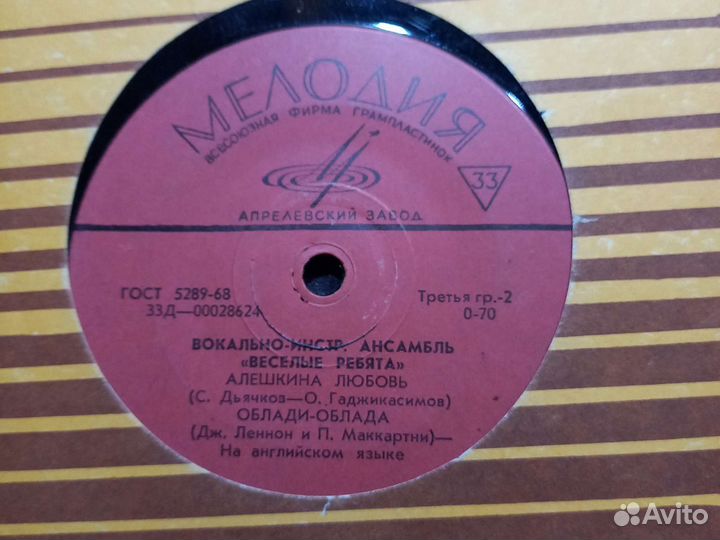 МЕЛОДИЯ
ВСЕСОЮЗНАЯ ФИРМА ГРАМПЛАСТИНОК
33
АПРЕЛЕВСКИЙ ЗАВОД
ГОСТ 5289-68
33Д—00028624
Третья гр.-2
0-70
ВОКАЛЬНО-ИНСТР. АНСАМБЛЬ
«ВЕСЕЛЫЕ РЕБЯТА»
АЛЕШКИНА ЛЮБОВЬ
(С. Дьячков—О. Гаджикасимов)
ОБЛАДИ-ОБЛАДА
(Дж. Леннон и П. Маккартни)—
На английском языке
Avito